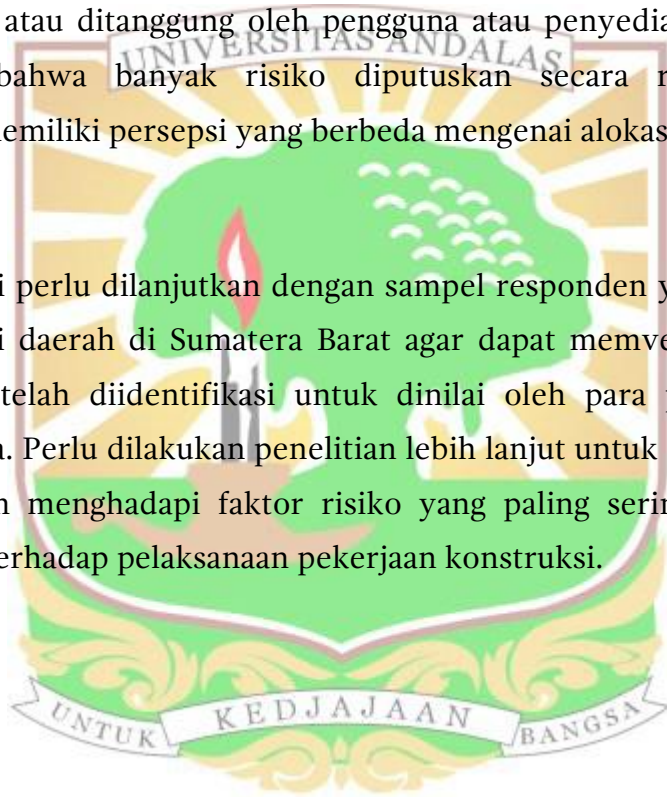 atau ditanggung oleh pengguna atau penyedia
UNIVERSITAS ANDALAS
bahwa banyak risiko diputuskan secara
memiliki persepsi yang berbeda mengenai alokas
i perlu dilanjutkan dengan sampel responden y
i daerah di Sumatera Barat agar dapat memve
telah diidentifikasi untuk dinilai oleh para
a. Perlu dilakukan penelitian lebih lanjut untuk
n menghadapi faktor risiko yang paling serin
terhadap pelaksanaan pekerjaan konstruksi.
UNTUK KEDJAJAAN BANGSA